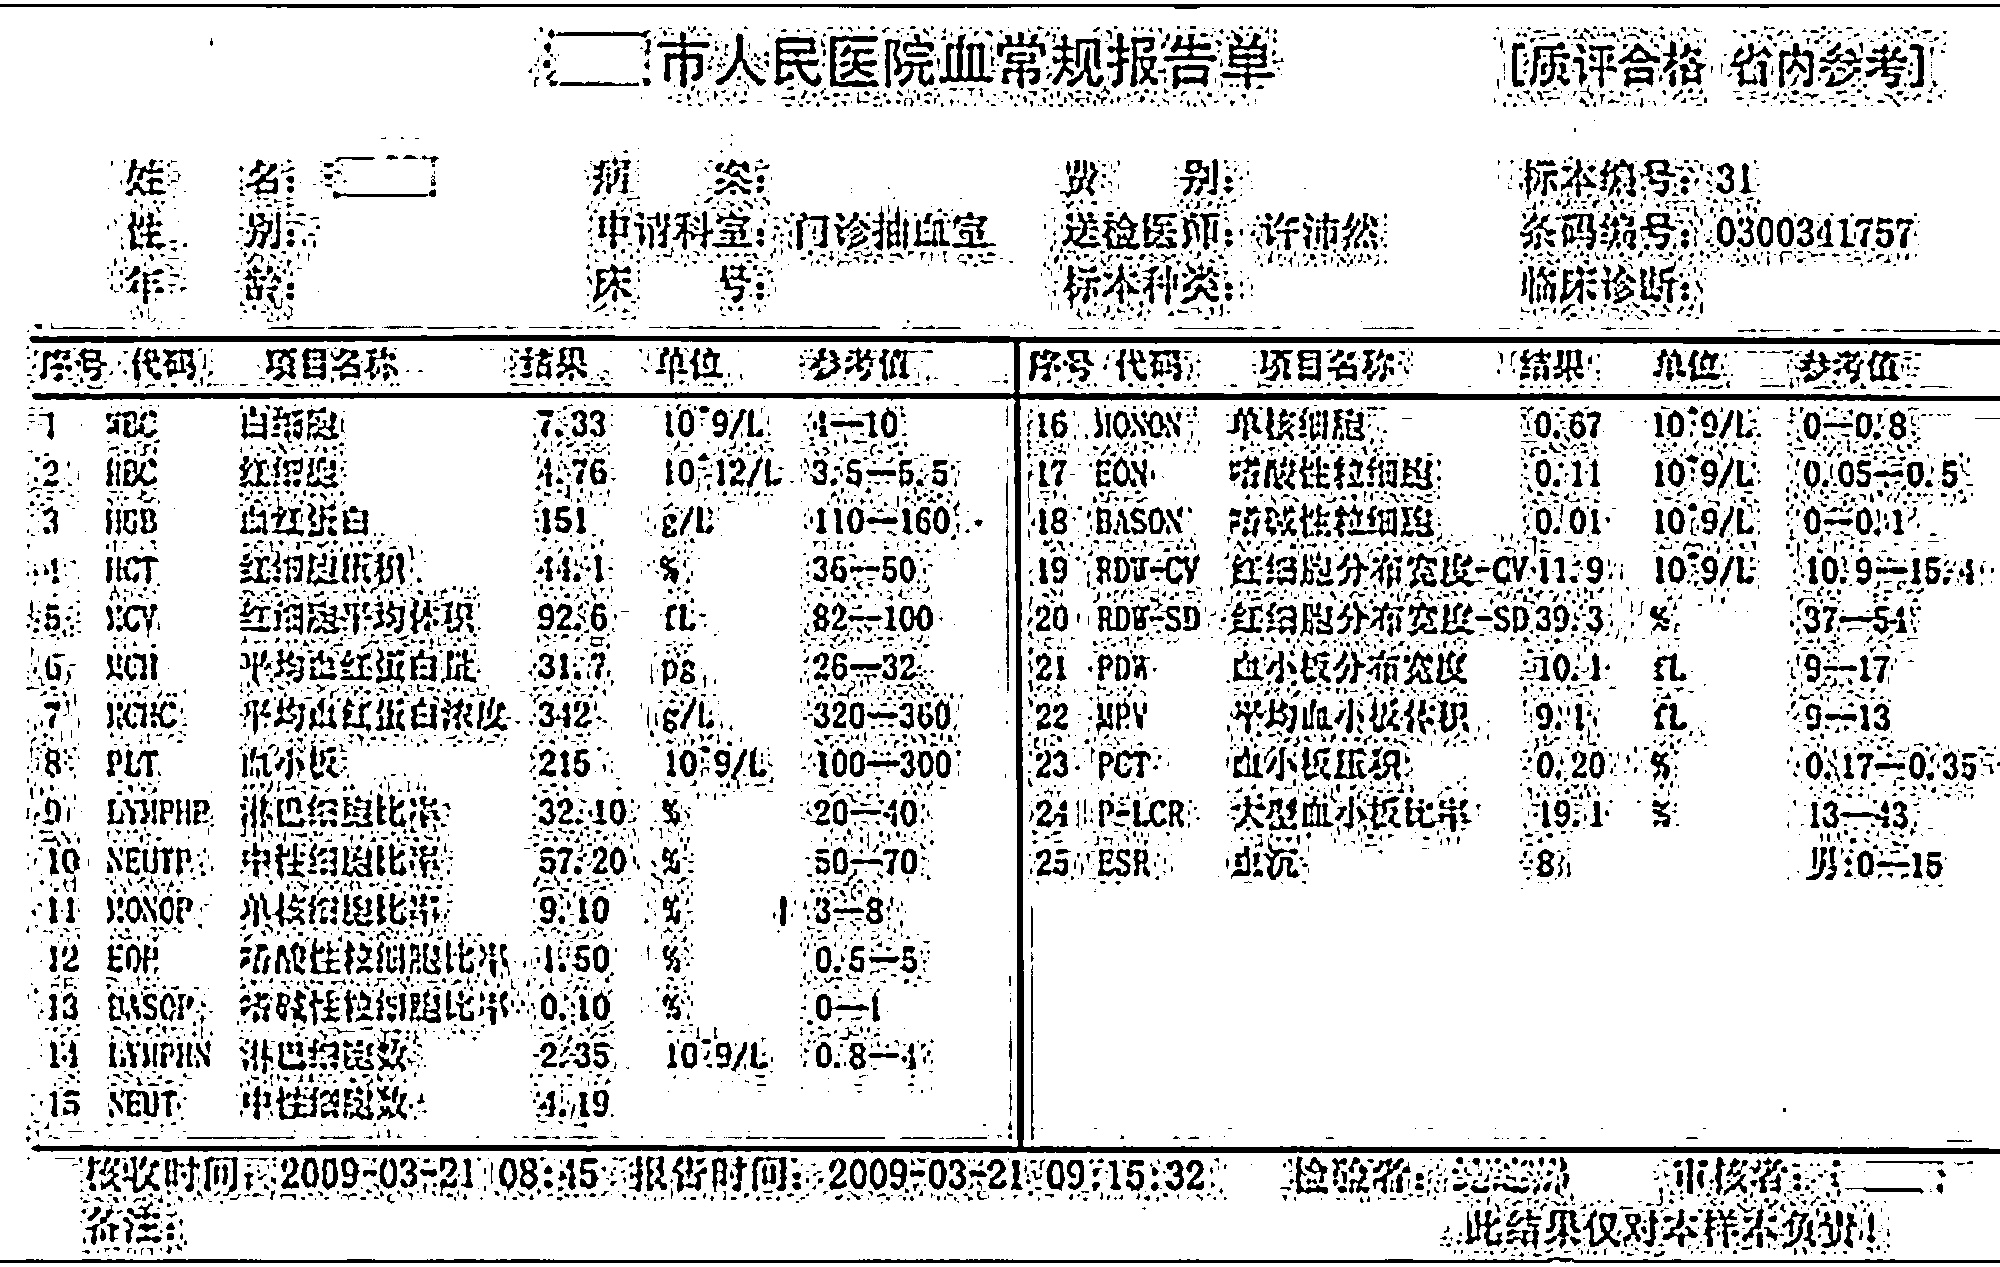 市人民医院血常规报告单 [质评合格 省内参考]
姓 名: 病 案: 费 别: 标本编号: 31
性 别: 申请科室: 门诊抽血室 送检医师: 许沛然 条码编号: 0300341757
年 龄: 床 号: 标本种类: 临床诊断:
序号 代码 项目名称 结果 单位 参考值 序号 代码 项目名称 结果 单位 参考值
1 WBC 白细胞 7.33 10^9/L 4--10 16 MONON 单核细胞 0.67 10^9/L 0--0.8
2 RBC 红细胞 4.76 10^12/L 3.5--5.5 17 EON 嗜酸性粒细胞 0.11 10^9/L 0.05--0.5
3 HGB 血红蛋白 151 g/L 110--160 18 BASON 嗜碱性粒细胞 0.01 10^9/L 0--0.1
4 HCT 红细胞压积 44.1 % 36--50 19 RDW-CV 红细胞分布宽度-CV 11.9 10^9/L 10.9--15.4
5 MCV 红细胞平均体积 92.6 fL 82--100 20 RDW-SD 红细胞分布宽度-SD 39.3 % 37--54
6 MCH 平均血红蛋白量 31.7 pg 26--32 21 PDW 血小板分布宽度 10.1 fL 9--17
7 MCHC 平均血红蛋白浓度 342 g/L 320--360 22 MPV 平均血小板体积 9.1 fL 9--13
8 PLT 血小板 215 10^9/L 100--300 23 PCT 血小板压积 0.20 % 0.17--0.35
9 LYMPHP 淋巴细胞比率 32.10 % 20--40 24 P-LCR 大型血小板比率 19.1 % 13--43
10 NEUTP 中性细胞比率 57.20 % 50--70 25 ESR 血沉 8 男:0--15
11 MONOP 单核细胞比率 9.10 % 3--8
12 EOP 嗜酸性粒细胞比率 1.50 % 0.5--5
13 BASOP 嗜碱性粒细胞比率 0.10 % 0--1
14 LYMPHN 淋巴细胞数 2.35 10^9/L 0.8--4
15 NEUT 中性细胞数 4.19
核收时间: 2009-03-21 08:45 报告时间: 2009-03-21 09:15:32 检验者: 审核者:
备注: 此结果仅对本样本负责!